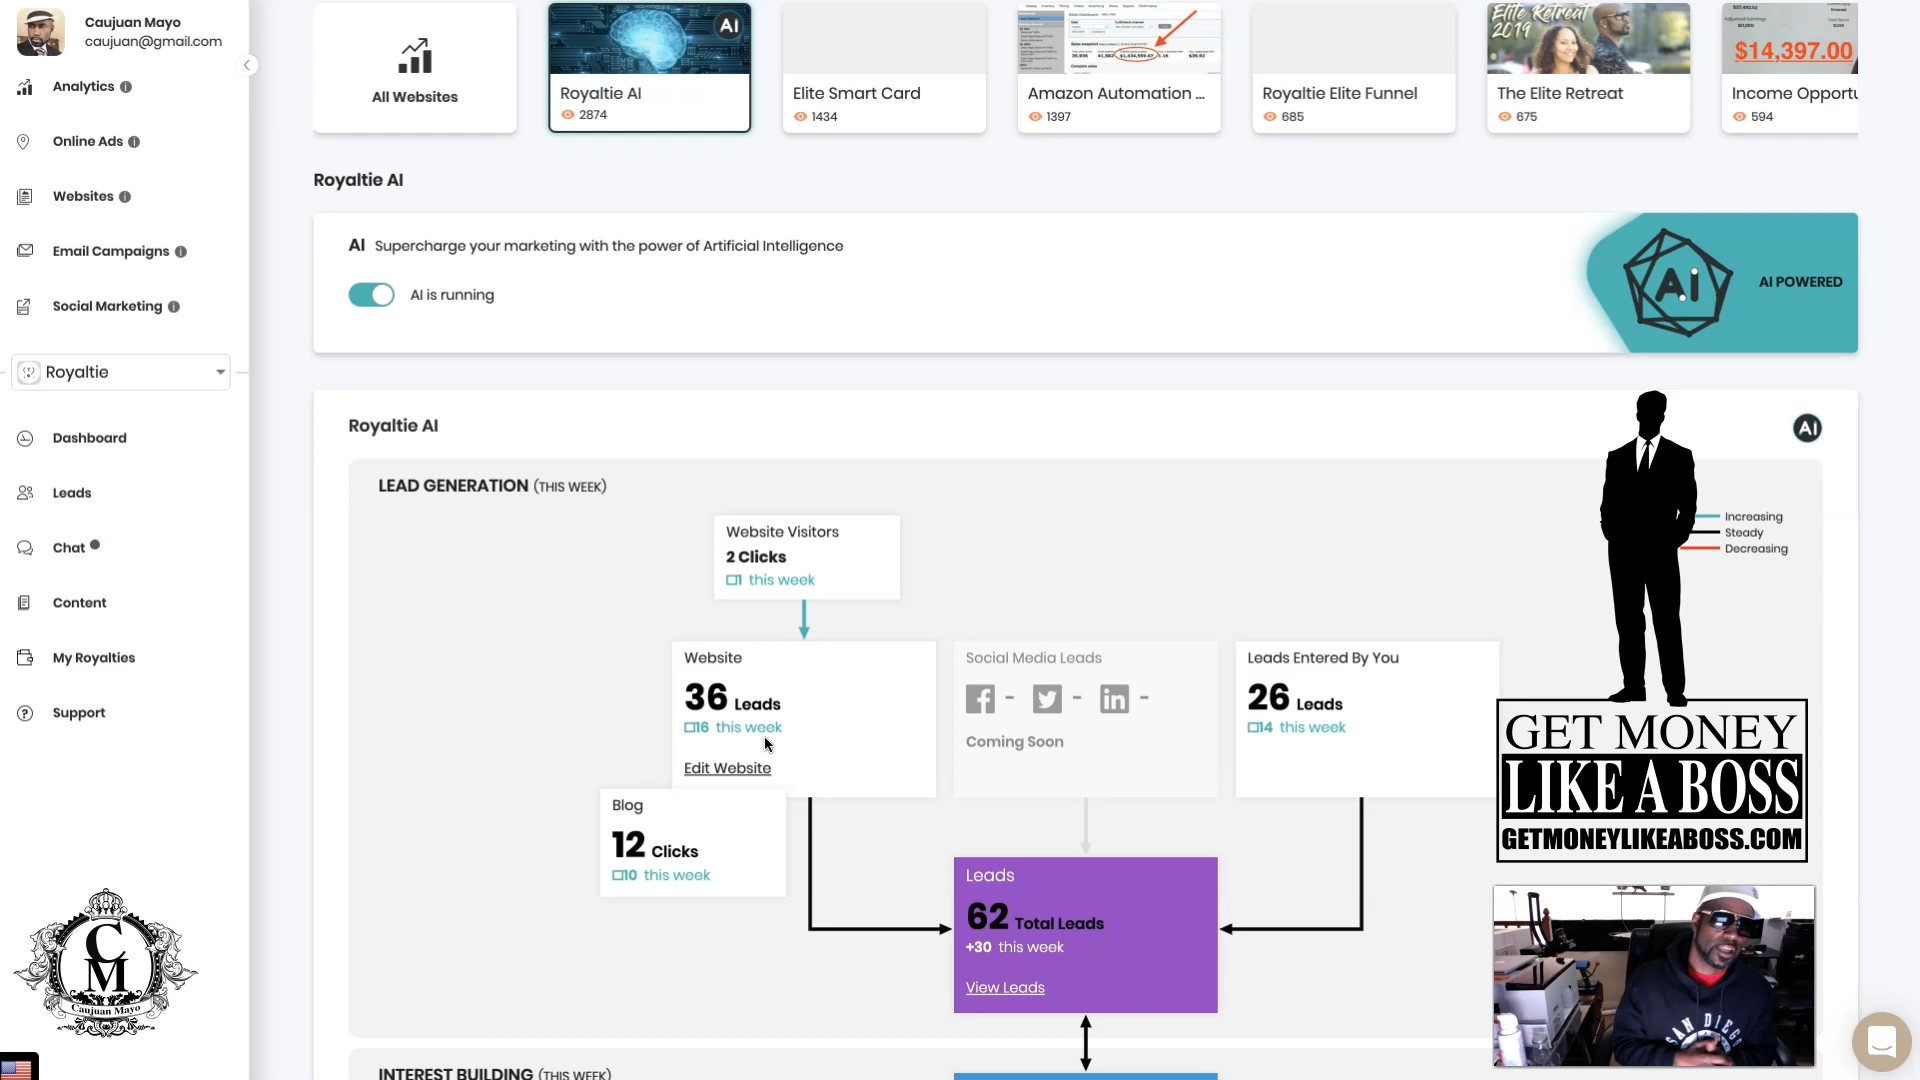 Caujuan Mayo
caujuan@gmail.com
Analytics
Online Ads
Websites
Email Campaigns
Social Marketing
Royaltie
Dashboard
Leads
Chat
Content
My Royalties
Support
C
M
Caujuan Mayo
All Websites
AI
Royaltie AI
2874
Elite Smart Card
1434
Amazon Automation ...
1397
Royaltie Elite Funnel
685
Elite Retreat
2019
The Elite Retreat
675
$14,397.00
Income Opportu
594
Royaltie AI
AI Supercharge your marketing with the power of Artificial Intelligence
AI is running
AI
AI POWERED
Royaltie AI
AI
LEAD GENERATION (THIS WEEK)
Increasing
Steady
Decreasing
Website Visitors
2 Clicks
1 this week
Website
36 Leads
16 this week
Edit Website
Social Media Leads
- - -
Coming Soon
Leads Entered By You
26 Leads
14 this week
Blog
12 Clicks
10 this week
Leads
62 Total Leads
+30 this week
View Leads
INTEREST BUILDING (THIS WEEK)
GET MONEY
LIKE A BOSS
GETMONEYLIKEABOSS.COM
SAN DIEGO